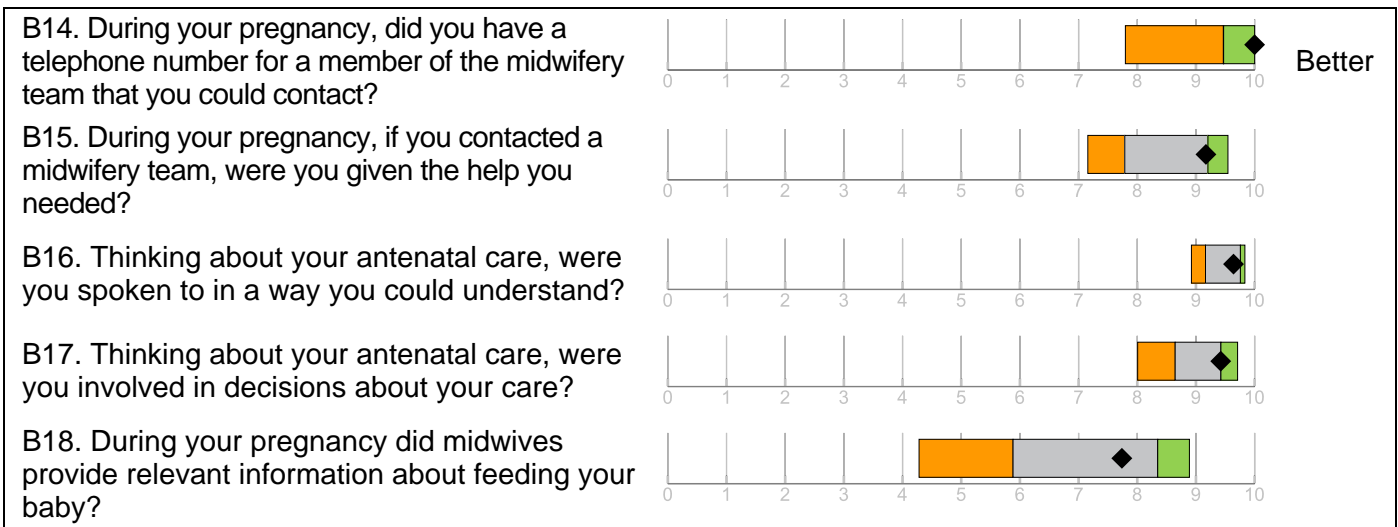 B14. During your pregnancy, did you have a
telephone number for a member of the midwifery
team that you could contact?
0 1 2 3 4 5 6 7 8 9 10
Better
B15. During your pregnancy, if you contacted a
midwifery team, were you given the help you
needed?
0 1 2 3 4 5 6 7 8 9 10
B16. Thinking about your antenatal care, were
you spoken to in a way you could understand?
0 1 2 3 4 5 6 7 8 9 10
B17. Thinking about your antenatal care, were
you involved in decisions about your care?
0 1 2 3 4 5 6 7 8 9 10
B18. During your pregnancy did midwives
provide relevant information about feeding your
baby?
0 1 2 3 4 5 6 7 8 9 10